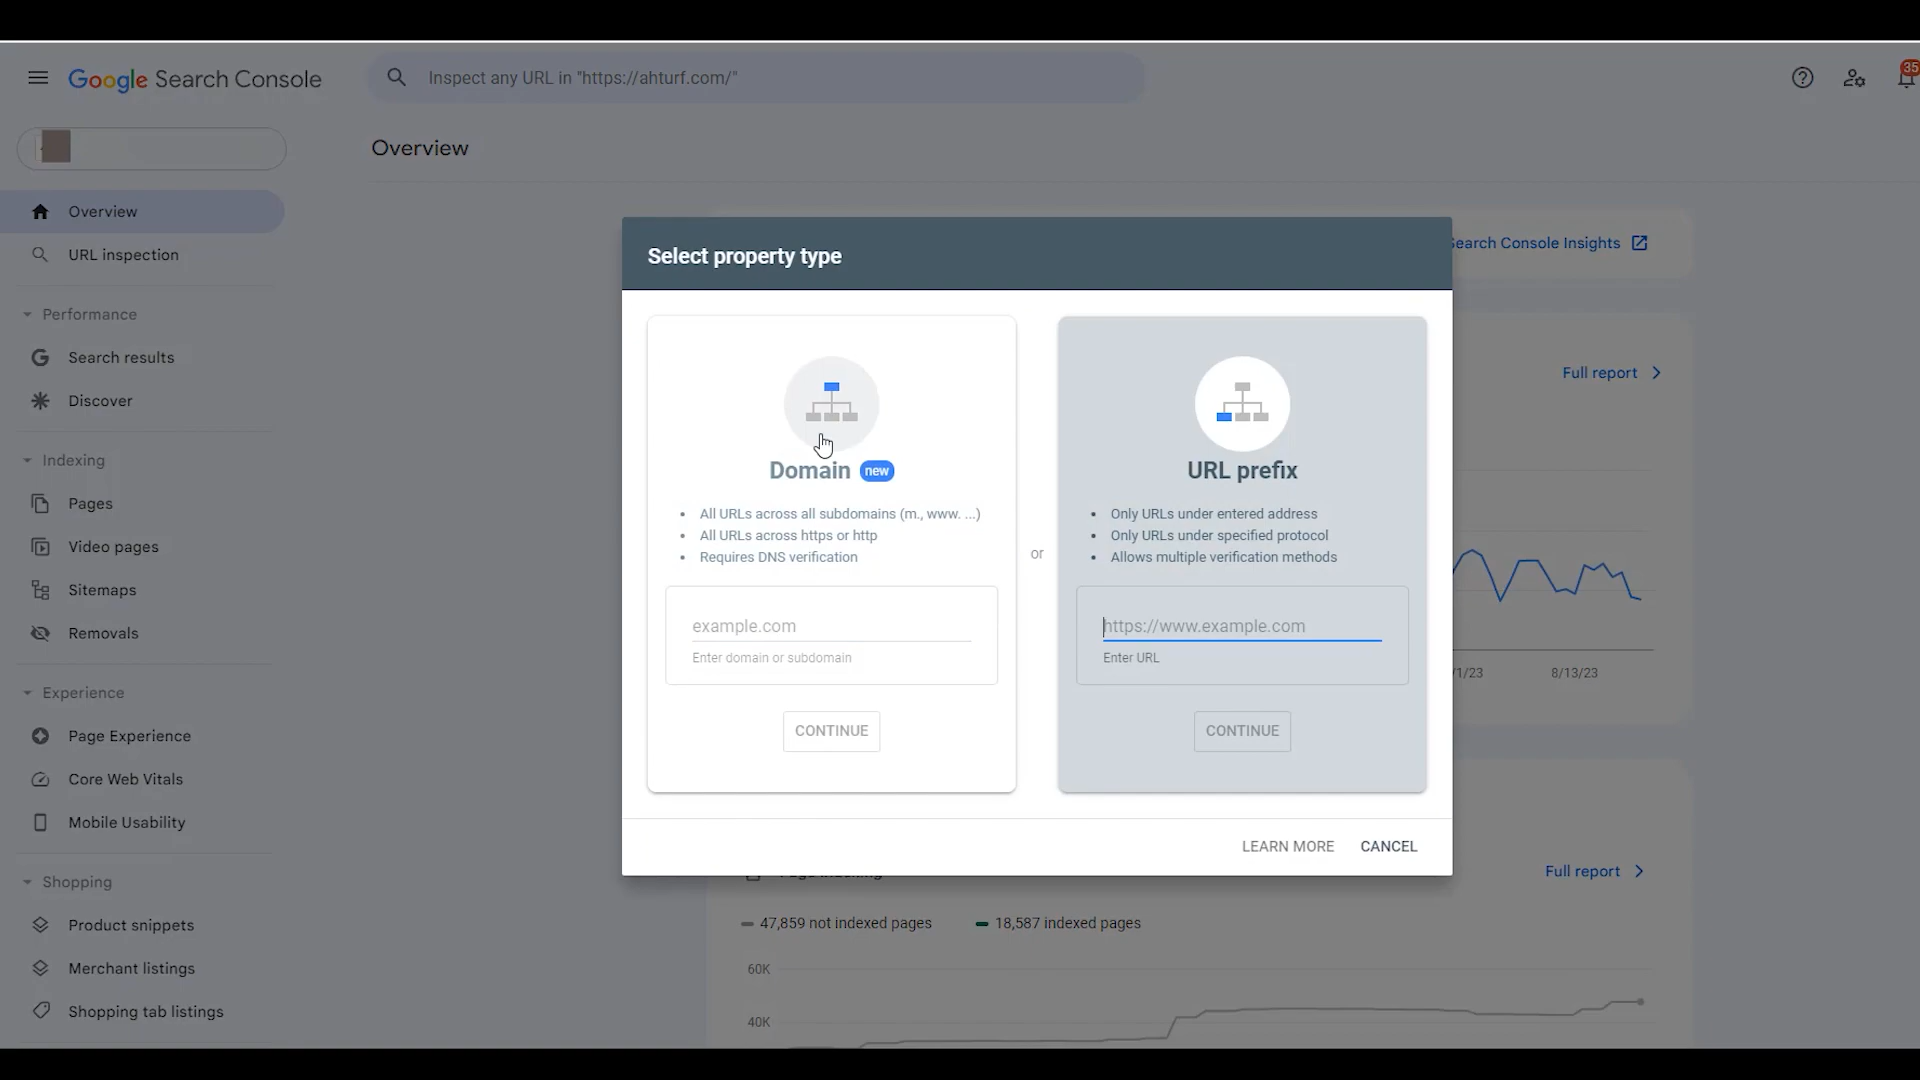 Google Search Console
Inspect any URL in "https://ahturf.com/"
35
Overview
Overview
URL inspection
Performance
Search results
Discover
Indexing
Pages
Video pages
Sitemaps
Removals
Experience
Page Experience
Core Web Vitals
Mobile Usability
Shopping
Product snippets
Merchant listings
Shopping tab listings
Select property type
Domain new
All URLs across all subdomains (m., www. ...)
All URLs across https or http
Requires DNS verification
example.com
Enter domain or subdomain
CONTINUE
or
URL prefix
Only URLs under entered address
Only URLs under specified protocol
Allows multiple verification methods
https://www.example.com
Enter URL
CONTINUE
LEARN MORE
CANCEL
Search Console Insights
Full report
/1/23
8/13/23
Full report
47,859 not indexed pages
18,587 indexed pages
60K
40K